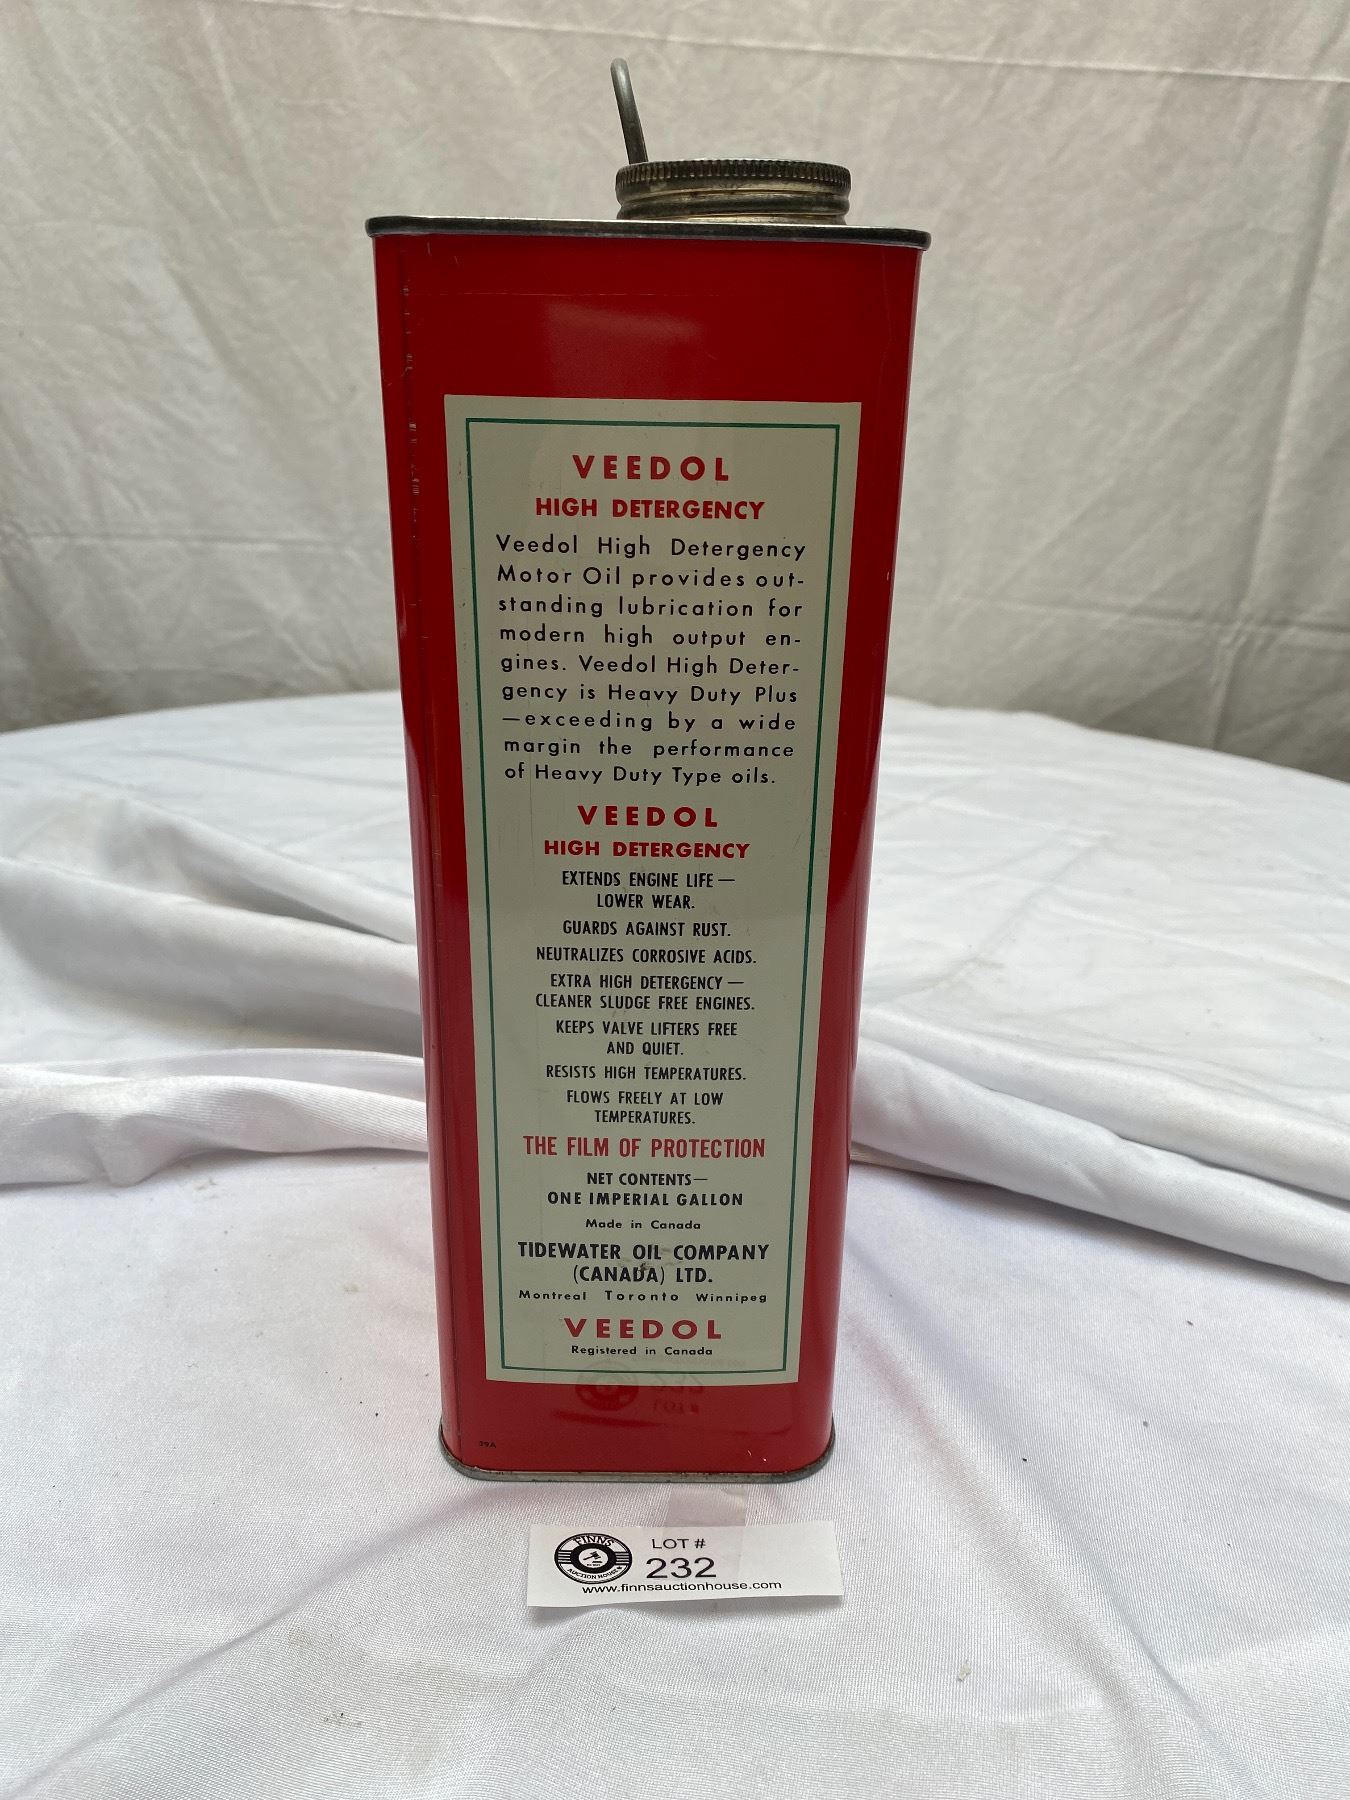 VEEDOL
HIGH DETERGENCY
Veedol High Detergency
Motor Oil provides out-
standing lubrication for
modern high output en-
gines. Veedol High Deter-
gency is Heavy Duty Plus
—exceeding by a wide
margin the performance
of Heavy Duty Type oils.
VEEDOL
HIGH DETERGENCY
EXTENDS ENGINE LIFE —
LOWER WEAR.
GUARDS AGAINST RUST.
NEUTRALIZES CORROSIVE ACIDS.
EXTRA HIGH DETERGENCY —
CLEANER SLUDGE FREE ENGINES.
KEEPS VALVE LIFTERS FREE
AND QUIET.
RESISTS HIGH TEMPERATURES.
FLOWS FREELY AT LOW
TEMPERATURES.
THE FILM OF PROTECTION
NET CONTENTS—
ONE IMPERIAL GALLON
Made in Canada
TIDEWATER OIL COMPANY
(CANADA) LTD.
Montreal Toronto Winnipeg
VEEDOL
Registered in Canada
39A
FINNS
AUCTION HOUSE
LOT #
232
www.finnsauctionhouse.com